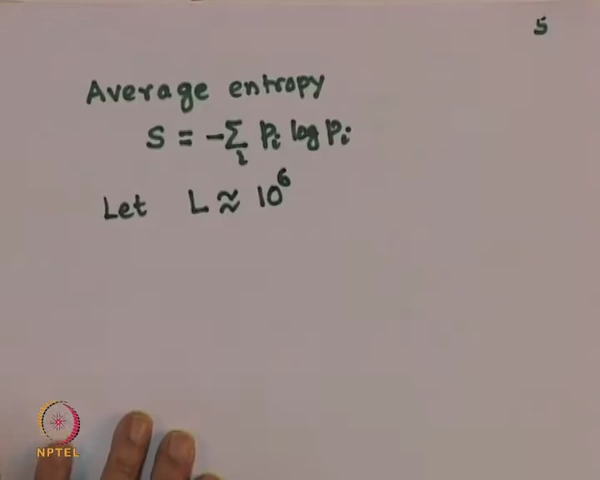 5
Average entropy
S = -∑ᵢ pᵢ log pᵢ
Let L ≈ 10⁶
NPTEL